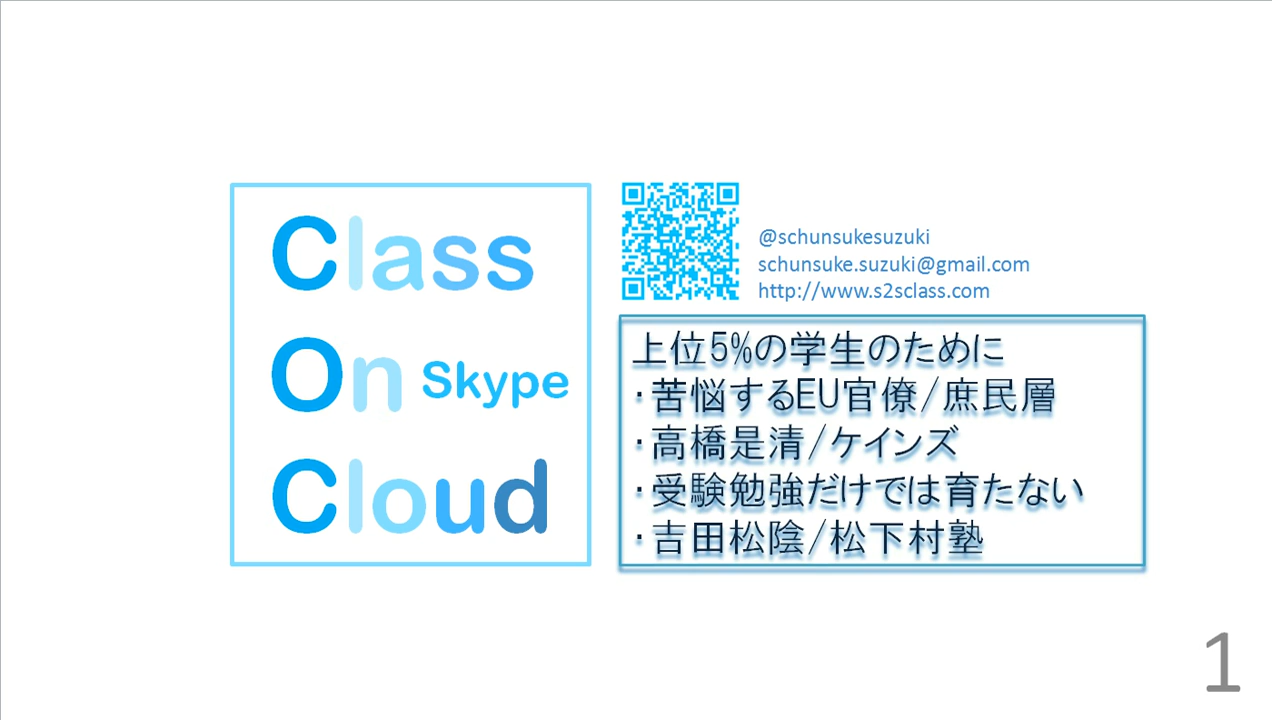 Class
On Skype
Cloud
@schunsukesuzuki
schunsuke.suzuki@gmail.com
http://www.s2sclass.com
上位5%の学生のために
・苦悩するEU官僚/庶民層
・高橋是清/ケインズ
・受験勉強だけでは育たない
・吉田松陰/松下村塾
1